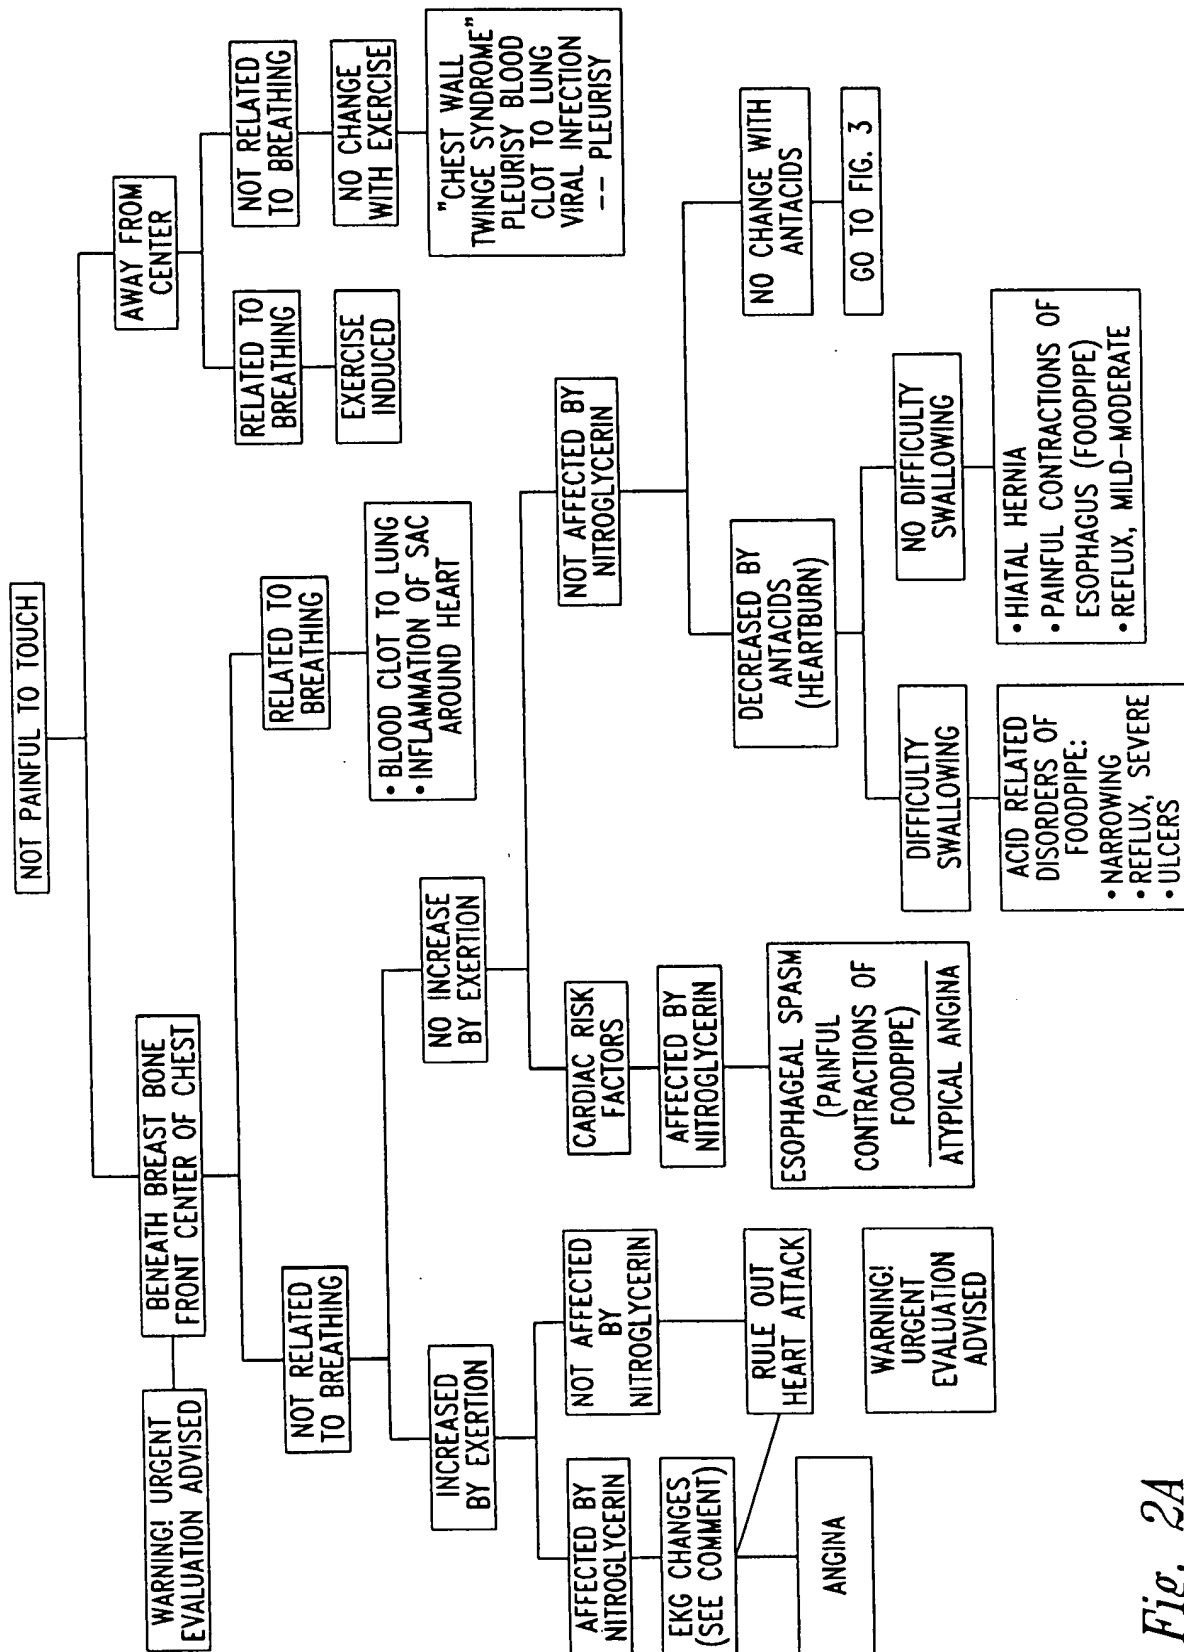 NOT PAINFUL TO TOUCH
WARNING! URGENT
EVALUATION ADVISED
BENEATH BREAST BONE
FRONT CENTER OF CHEST
AWAY FROM
CENTER
NOT RELATED
TO BREATHING
RELATED TO
BREATHING
RELATED TO
BREATHING
NOT RELATED
TO BREATHING
EXERCISE
INDUCED
NO CHANGE
WITH EXERCISE
• BLOOD CLOT TO LUNG
• INFLAMMATION OF SAC
AROUND HEART
"CHEST WALL
TWINGE SYNDROME"
PLEURISY BLOOD
CLOT TO LUNG
VIRAL INFECTION
-- PLEURISY
INCREASED
BY EXERTION
NO INCREASE
BY EXERTION
AFFECTED BY
NITROGLYCERIN
NOT AFFECTED
BY
NITROGLYCERIN
CARDIAC RISK
FACTORS
NOT AFFECTED BY
NITROGLYCERIN
EKG CHANGES
(SEE COMMENT)
RULE OUT
HEART ATTACK
AFFECTED BY
NITROGLYCERIN
DECREASED BY
ANTACIDS
(HEARTBURN)
NO CHANGE WITH
ANTACIDS
ANGINA
WARNING!
URGENT
EVALUATION
ADVISED
ESOPHAGEAL SPASM
(PAINFUL
CONTRACTIONS OF
FOODPIPE)
ATYPICAL ANGINA
GO TO FIG. 3
DIFFICULTY
SWALLOWING
NO DIFFICULTY
SWALLOWING
ACID RELATED
DISORDERS OF
FOODPIPE:
• NARROWING
• REFLUX, SEVERE
• ULCERS
• HIATAL HERNIA
• PAINFUL CONTRACTIONS OF
ESOPHAGUS (FOODPIPE)
• REFLUX, MILD-MODERATE
Fig. 2A